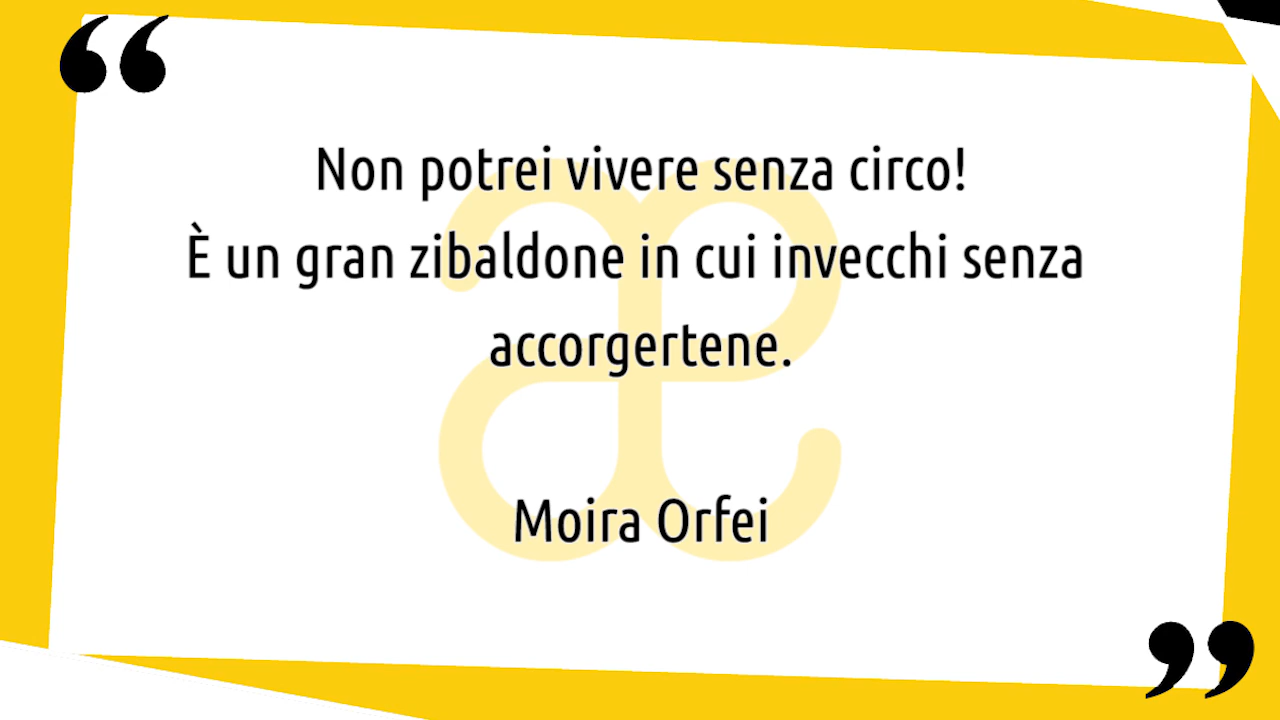 Non potrei vivere senza circo!
È un gran zibaldone in cui invecchi senza
accorgertene.
Moira Orfei